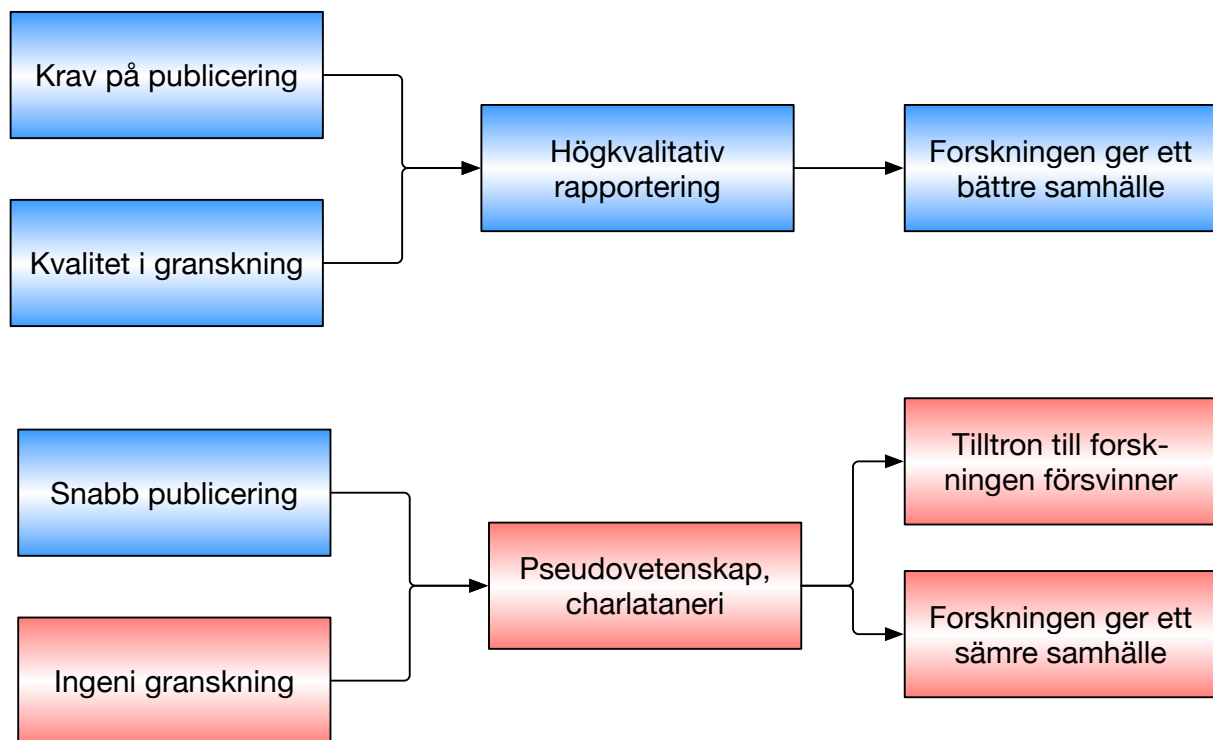 Krav på publicering
Kvalitet i granskning
Högkvalitativ
rapportering
Forskningen ger ett
bättre samhälle
Snabb publicering
Ingeni granskning
Pseudovetenskap,
charlataneri
Tilltron till forsk-
ningen försvinner
Forskningen ger ett
sämre samhälle